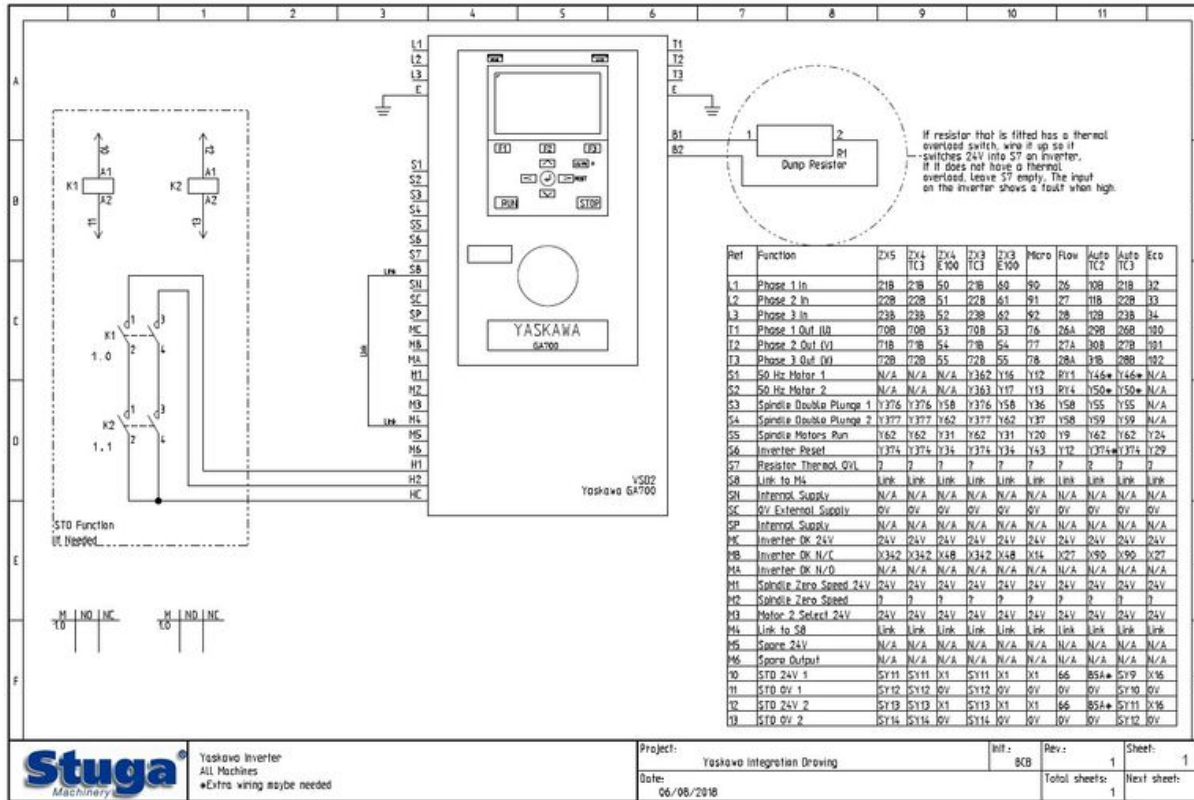 0 1 2 3 4 5 6 7 8 9 10 11
A
B
C
D
E
F
L1
L2
L3
E
T1
T2
T3
E
B1
B2
1
2
R1
Dump Resistor
If resistor that is fitted has a thermal
overload switch, wire it up so it
switches 24V into S7 on inverter.
If it does not have a thermal
overload, leave S7 empty. The input
on the inverter shows a fault when high.
F1 F2 F3
RUN STOP
YASKAWA
GA700
VSD2
Yaskawa GA700
S1
S2
S3
S4
S5
S6
S7
S8
SN
SC
SP
MC
MB
MA
M1
M2
M3
M4
M5
M6
H1
H2
HC
Link
Link
Link
10 12
A1 A1
K1 K2
A2 A2
11 13
1 3
K1
1.0
2 4
1 3
K2
1.1
2 4
STO Function
If Needed
M NO NC
1.0
M NO NC
1.0
Ref Function ZX5 ZX4 TC3 ZX4 E100 ZX3 TC3 ZX3 E100 Micro Flow Auto TC2 Auto TC3 Eco
L1 Phase 1 In 21B 21B 50 21B 60 90 26 10B 21B 32
L2 Phase 2 In 22B 22B 51 22B 61 91 27 11B 22B 33
L3 Phase 3 In 23B 23B 52 23B 62 92 28 12B 23B 34
T1 Phase 1 Out (U) 70B 70B 53 70B 53 76 26A 29B 26B 100
T2 Phase 2 Out (V) 71B 71B 54 71B 54 77 27A 30B 27B 101
T3 Phase 3 Out (W) 72B 72B 55 72B 55 78 28A 31B 28B 102
S1 50 Hz Motor 1 N/A N/A N/A Y362 Y16 Y12 RY1 Y46* Y46* N/A
S2 50 Hz Motor 2 N/A N/A N/A Y363 Y17 Y13 RY4 Y50* Y50* N/A
S3 Spindle Double Plunge 1 Y376 Y376 Y58 Y376 Y58 Y36 Y58 Y55 Y55 N/A
S4 Spindle Double Plunge 2 Y377 Y377 Y62 Y377 Y62 Y37 Y58 Y59 Y59 N/A
S5 Spindle Motors Run Y62 Y62 Y31 Y62 Y31 Y20 Y9 Y62 Y62 Y24
S6 Inverter Reset Y374 Y374 Y34 Y374 Y34 Y43 Y12 Y374* Y374 Y29
S7 Resistor Thermal OVL ? ? ? ? ? ? ? ? ? ?
S8 Link to M4 Link Link Link Link Link Link Link Link Link Link
SN Internal Supply N/A N/A N/A N/A N/A N/A N/A N/A N/A N/A
SC 0V External Supply 0V 0V 0V 0V 0V 0V 0V 0V 0V 0V
SP Internal Supply N/A N/A N/A N/A N/A N/A N/A N/A N/A N/A
MC Inverter OK 24V 24V 24V 24V 24V 24V 24V 24V 24V 24V 24V
MB Inverter OK N/C X342 X342 X48 X342 X48 X14 X27 X90 X90 X27
MA Inverter OK N/O N/A N/A N/A N/A N/A N/A N/A N/A N/A N/A
M1 Spindle Zero Speed 24V 24V 24V 24V 24V 24V 24V 24V 24V 24V 24V
M2 Spindle Zero Speed ? ? ? ? ? ? ? ? ? ?
M3 Motor 2 Select 24V 24V 24V 24V 24V 24V 24V 24V 24V 24V 24V
M4 Link to S8 Link Link Link Link Link Link Link Link Link Link
M5 Spare 24V N/A N/A N/A N/A N/A N/A N/A N/A N/A N/A
M6 Spare Output N/A N/A N/A N/A N/A N/A N/A N/A N/A N/A
10 STO 24V 1 SY11 SY11 X1 SY11 X1 X1 66 B5A* SY9 X16
11 STO 0V 1 SY12 SY12 0V SY12 0V 0V 0V 0V SY10 0V
12 STO 24V 2 SY13 SY13 X1 SY13 X1 X1 66 B5A* SY11 X16
13 STO 0V 2 SY14 SY14 0V SY14 0V 0V 0V 0V SY12 0V
Stuga
Machinery
Yaskawa Inverter
All Machines
*Extra wiring maybe needed
Project:
Yaskawa Integration Drawing
Date:
06/08/2018
Init.:
BCB
Rev.:
1
Sheet:
1
Total sheets:
1
Next sheet: